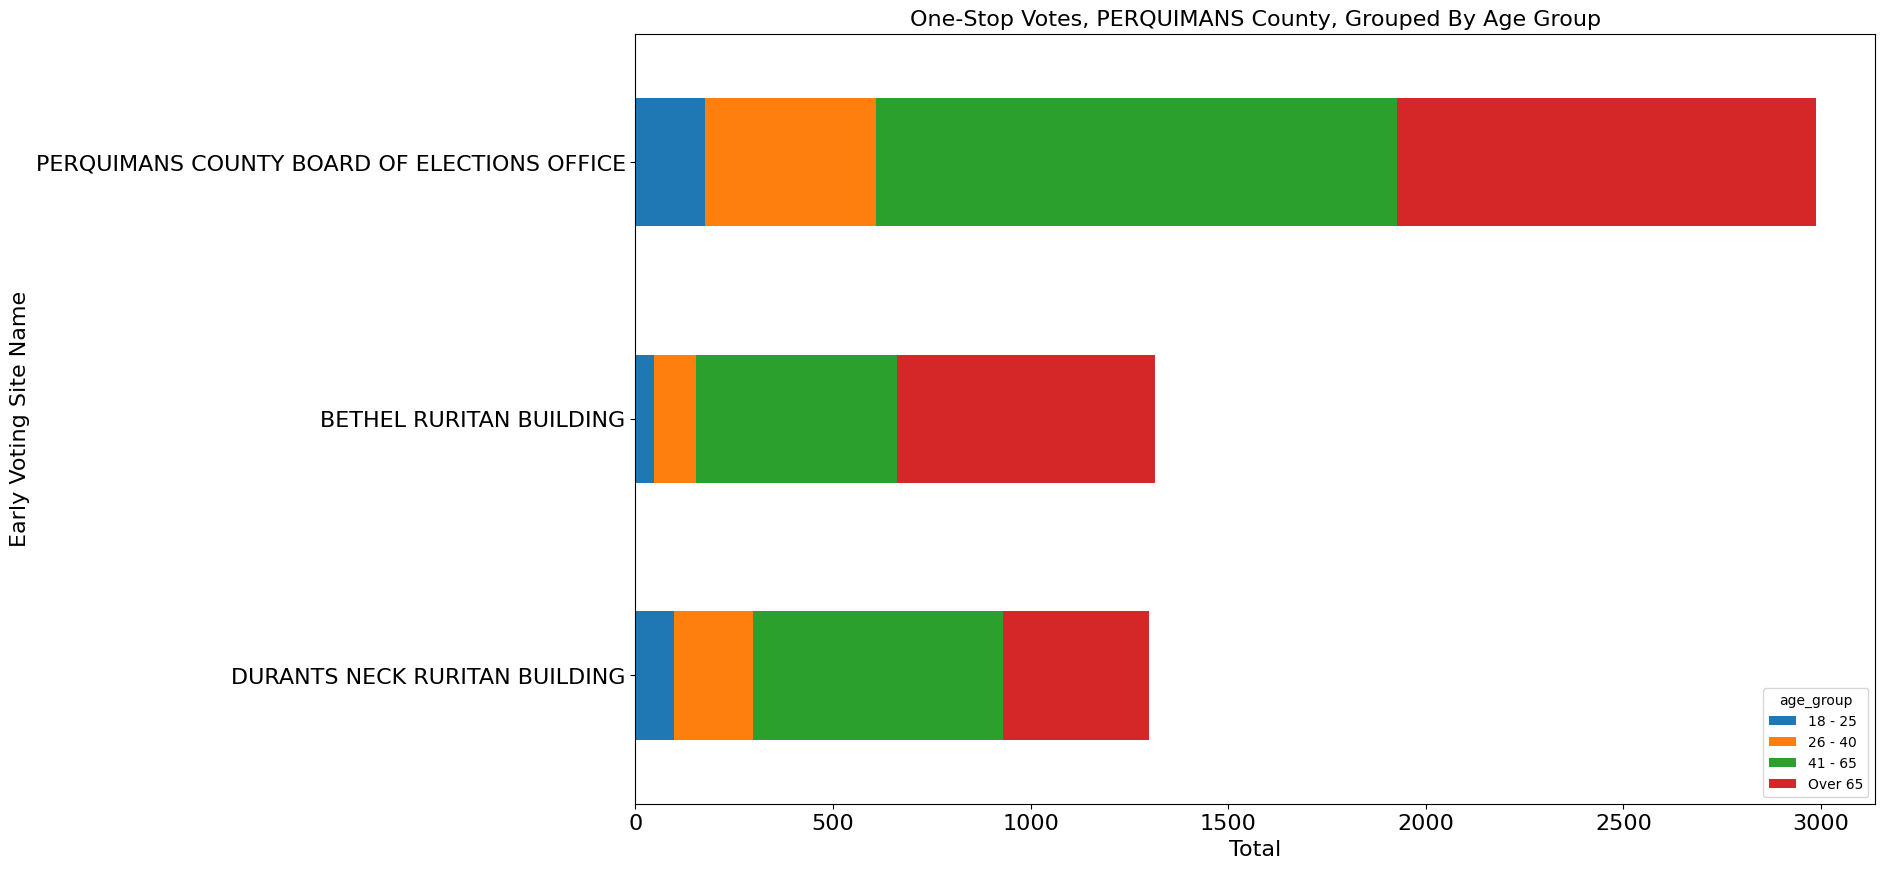 One-Stop Votes, PERQUIMANS County, Grouped By Age Group
Early Voting Site Name
PERQUIMANS COUNTY BOARD OF ELECTIONS OFFICE
BETHEL RURITAN BUILDING
DURANTS NECK RURITAN BUILDING
age_group
18 - 25
26 - 40
41 - 65
Over 65
0 500 1000 1500 2000 2500 3000
Total